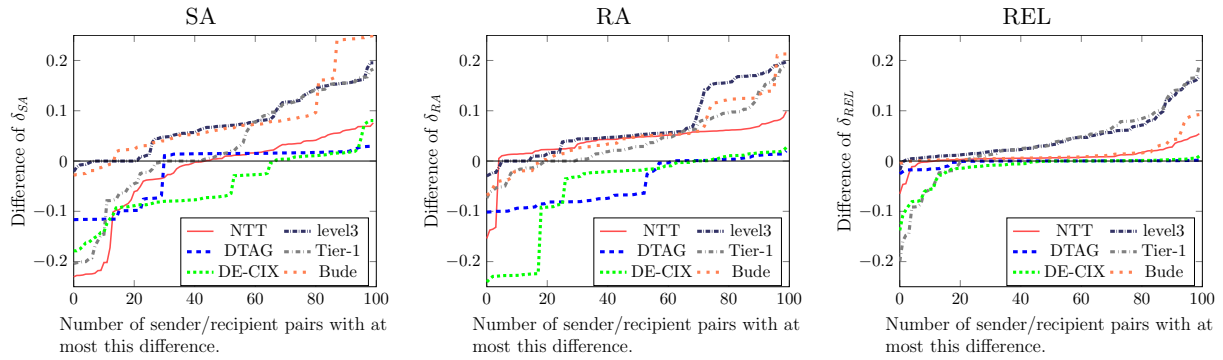 SA
Difference of δSA
0.2
0.1
0
−0.1
−0.2
NTT
level3
DTAG
Tier-1
DE-CIX
Bude
0
20
40
60
80
100
Number of sender/recipient pairs with at
most this difference.
RA
Difference of δRA
0.2
0.1
0
−0.1
−0.2
NTT
level3
DTAG
Tier-1
DE-CIX
Bude
0
20
40
60
80
100
Number of sender/recipient pairs with at
most this difference.
REL
Difference of δREL
0.2
0.1
0
−0.1
−0.2
NTT
level3
DTAG
Tier-1
DE-CIX
Bude
0
20
40
60
80
100
Number of sender/recipient pairs with at
most this difference.